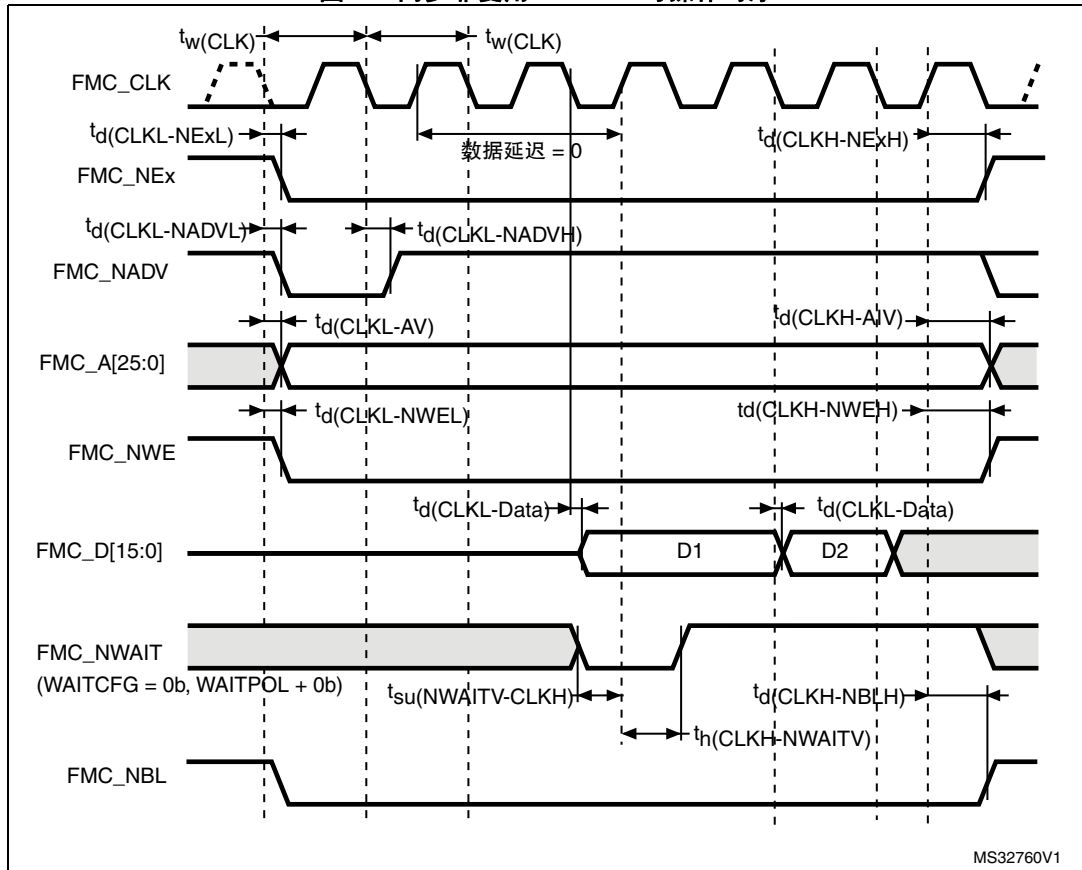 tw(CLK) tw(CLK)
FMC_CLK
td(CLKL-NExL) 数据延迟 = 0 td(CLKH-NExH)
FMC_NEx
td(CLKL-NADVL) td(CLKL-NADVH)
FMC_NADV
td(CLKL-AV) td(CLKH-AIV)
FMC_A[25:0]
td(CLKL-NWEL) td(CLKH-NWEH)
FMC_NWE
td(CLKL-Data) td(CLKL-Data)
FMC_D[15:0] D1 D2
FMC_NWAIT
(WAITCFG = 0b, WAITPOL + 0b)
tsu(NWAITV-CLKH) td(CLKH-NBLH)
th(CLKH-NWAITV)
FMC_NBL
MS32760V1